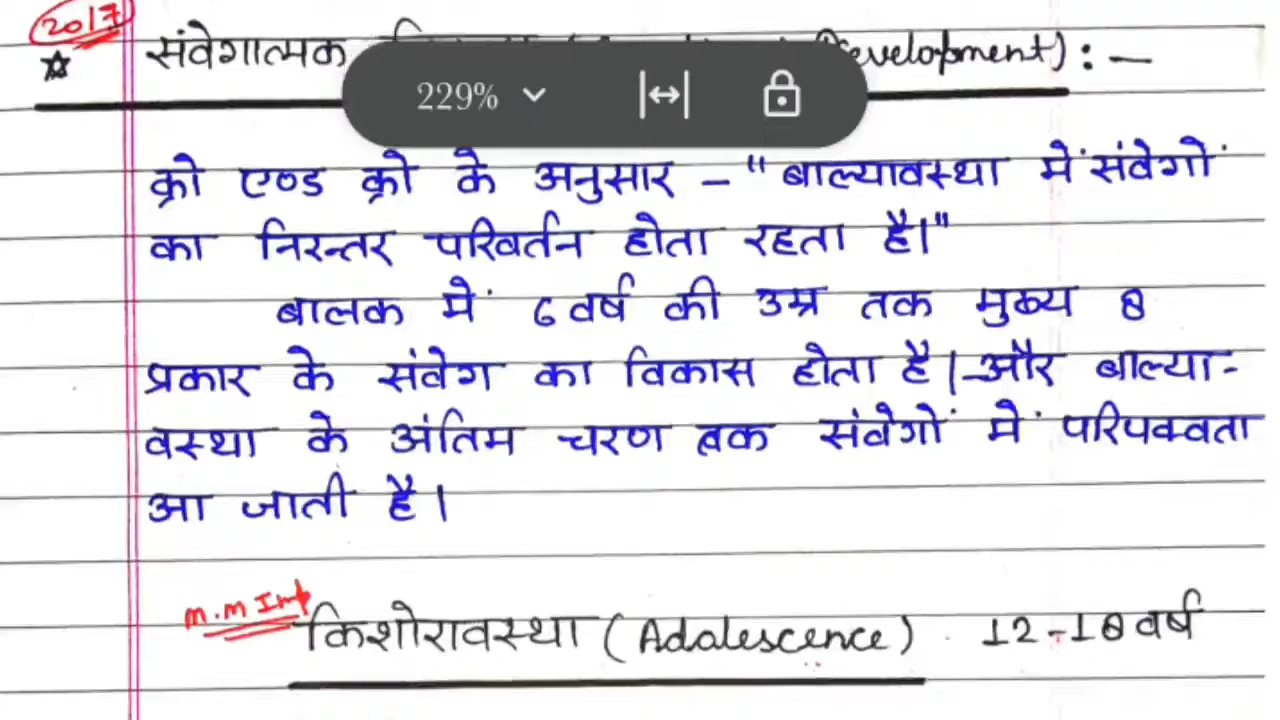 2017
☆ संवेगात्मक evelopment) : —
229%
क्रो एण्ड क्रो के अनुसार – "बाल्यावस्था में संवेगों
का निरन्तर परिवर्तन होता रहता है।"
बालक में 6 वर्ष की उम्र तक मुख्य 8
प्रकार के संवेग का विकास होता है। और बाल्या-
वस्था के अंतिम चरण तक संवेगों में परिपक्वता
आ जाती है।
m.m Imp
किशोरावस्था (Adalescence) 12-18 वर्ष